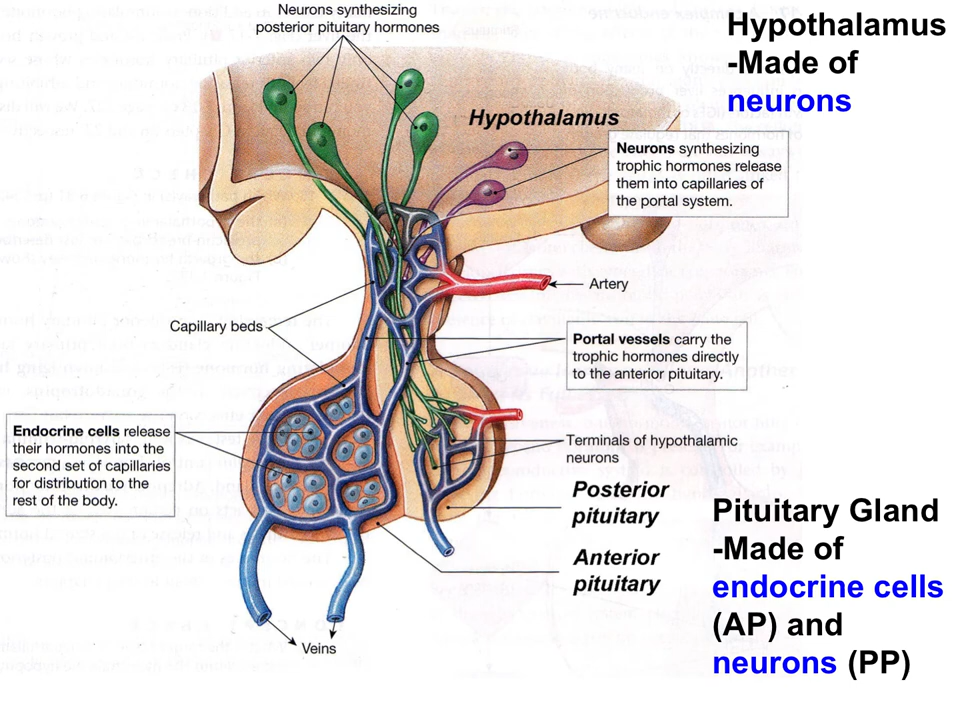 Neurons synthesizing
posterior pituitary hormones
Hypothalamus
-Made of
neurons
Hypothalamus
Neurons synthesizing
trophic hormones release
them into capillaries of
the portal system.
Artery
Capillary beds
Portal vessels carry the
trophic hormones directly
to the anterior pituitary.
Endocrine cells release
their hormones into the
second set of capillaries
for distribution to the
rest of the body.
Terminals of hypothalamic
neurons
Posterior
pituitary
Anterior
pituitary
Pituitary Gland
-Made of
endocrine cells
(AP) and
neurons (PP)
Veins